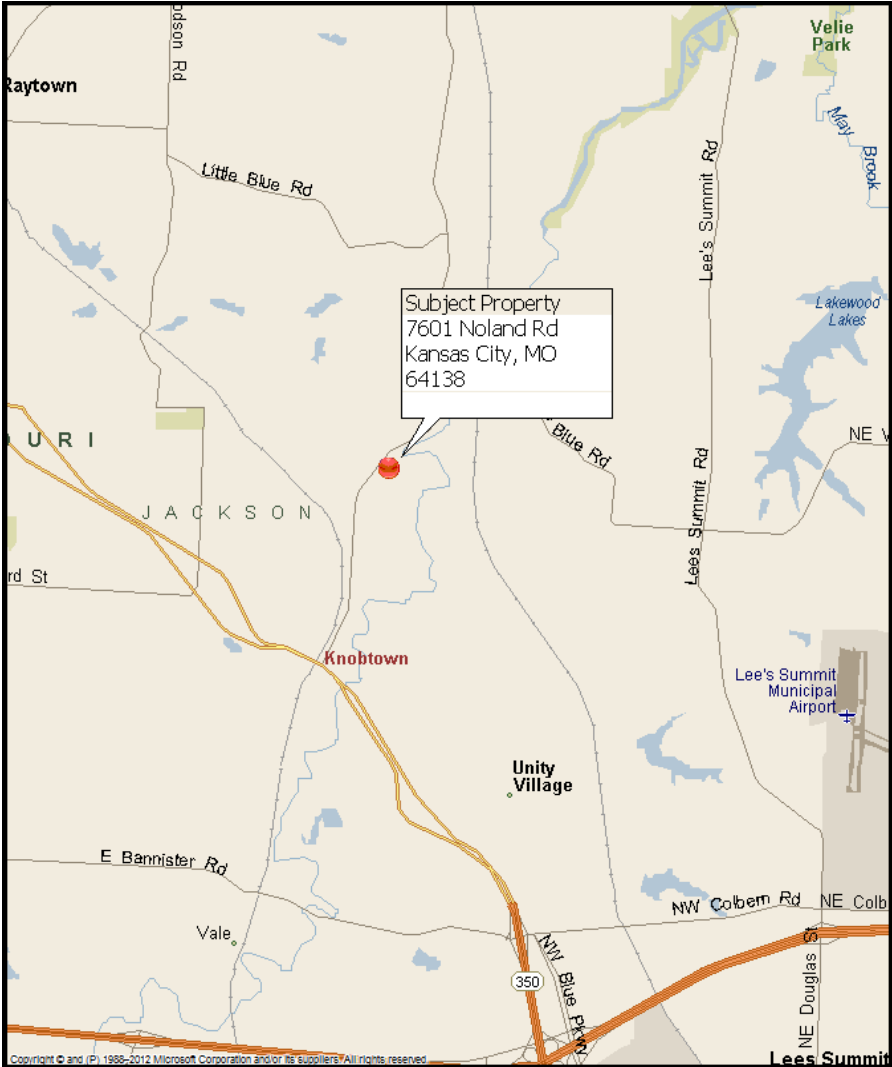 Velie
Park
odson Rd
Raytown
May Brook
Little Blue Rd
Lee's Summit Rd
Subject Property
7601 Noland Rd
Kansas City, MO
64138
Lakewood
Lakes
Blue Rd
NE
OURI
JACKSON
Lees Summit Rd
rd St
Knobtown
Lee's Summit
Municipal
Airport
Unity
Village
E Bannister Rd
NW Colbern Rd
NE Colb
Vale
NW Blue Pkwy
350
NE Douglas St
Copyright © and (P) 1988–2012 Microsoft Corporation and/or its suppliers. All rights reserved.
Lees Summit